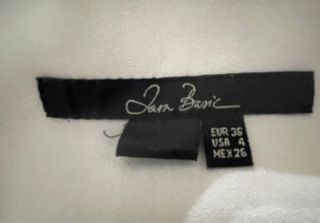 Zara Basic
EUR 36
USA 4
MEX 26